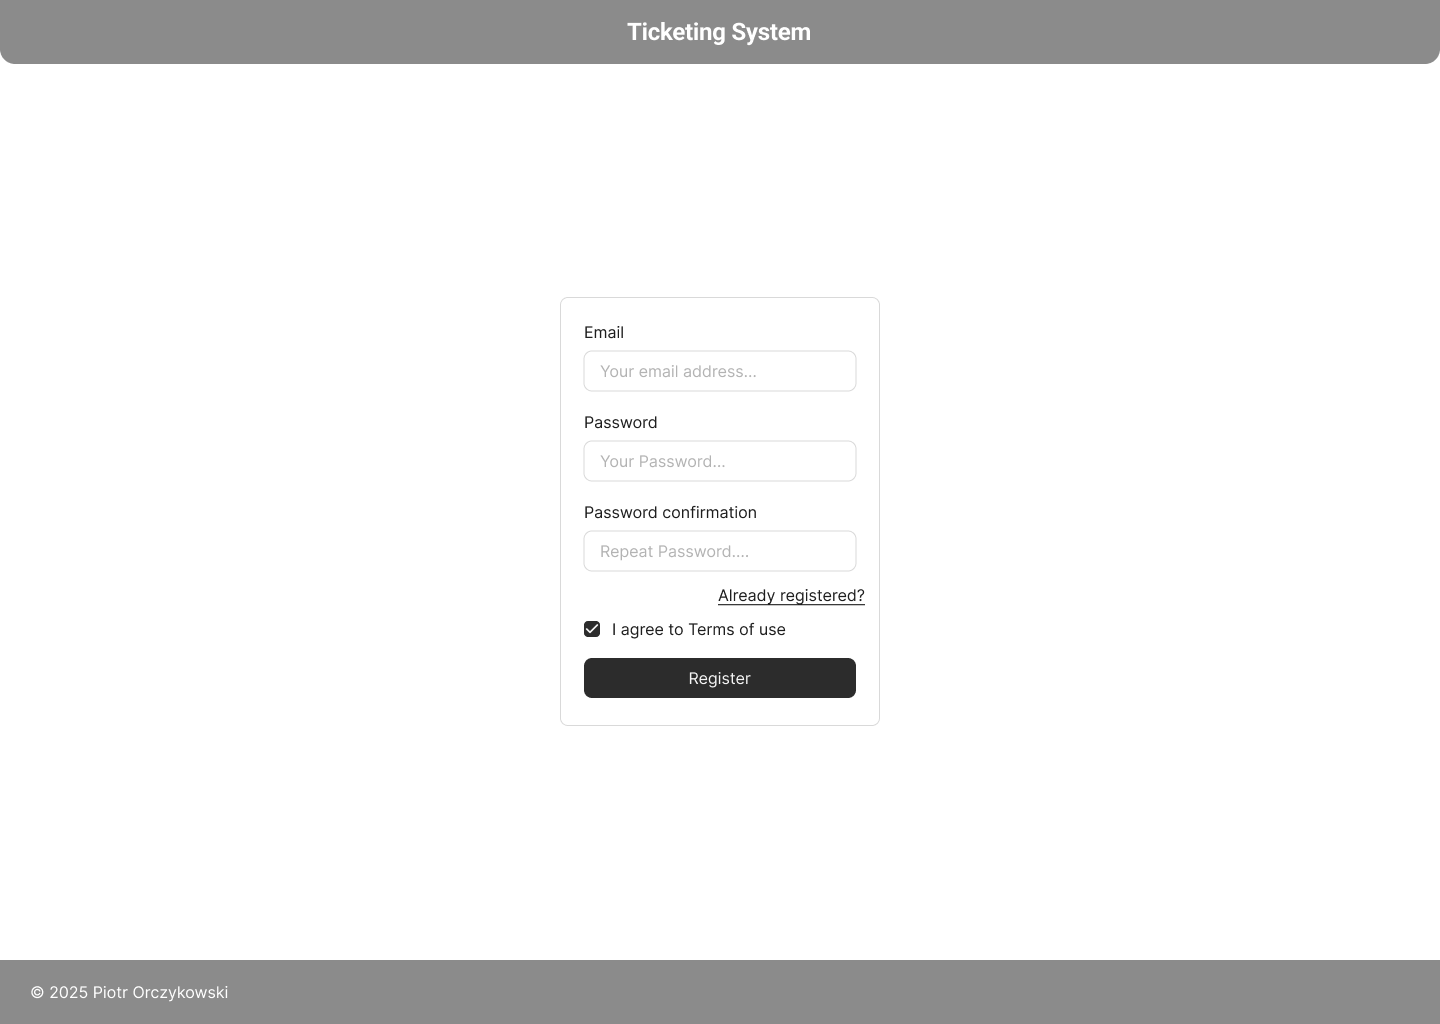 Ticketing System
Email
Your email address...
Password
Your Password...
Password confirmation
Repeat Password....
Already registered?
I agree to Terms of use
Register
© 2025 Piotr Orczykowski